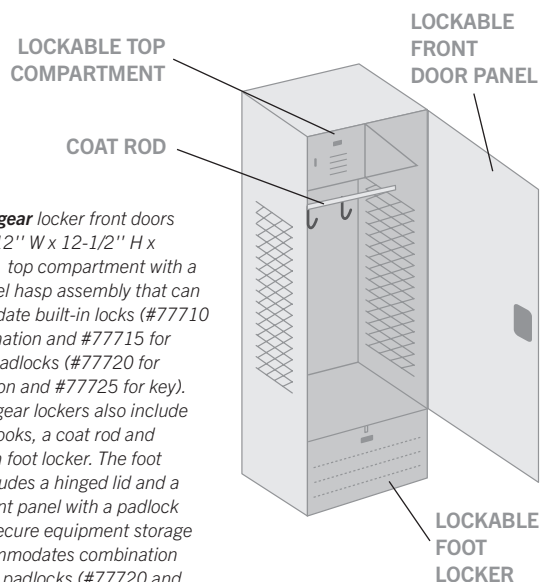 LOCKABLE TOP
COMPARTMENT
LOCKABLE
FRONT
DOOR PANEL
COAT ROD
gear locker front doors
12'' W x 12-1/2'' H x
top compartment with a
hasp assembly that can
date built-in locks (#77710
nation and #77715 for
adlocks (#77720 for
on and #77725 for key).
gear lockers also include
ooks, a coat rod and
foot locker. The foot
udes a hinged lid and a
nt panel with a padlock
ecure equipment storage
mmodates combination
padlocks (#77720 and
LOCKABLE
FOOT
LOCKER